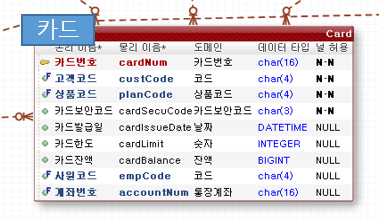 카드
Card
논리 이름* 물리 이름* 도메인 데이터 타입 널 허용
카드번호 cardNum 카드번호 char(16) N·N
고객코드 custCode 코드 char(4) N·N
상품코드 planCode 상품코드 char(4) N·N
카드보안코드 cardSecuCode 카드보안코드 char(3) N·N
카드발급일 cardIssueDate 날짜 DATETIME NULL
카드한도 cardLimit 숫자 INTEGER NULL
카드잔액 cardBalance 잔액 BIGINT NULL
사원코드 empCode 코드 char(4) NULL
계좌번호 accountNum 통장계좌 char(16) NULL